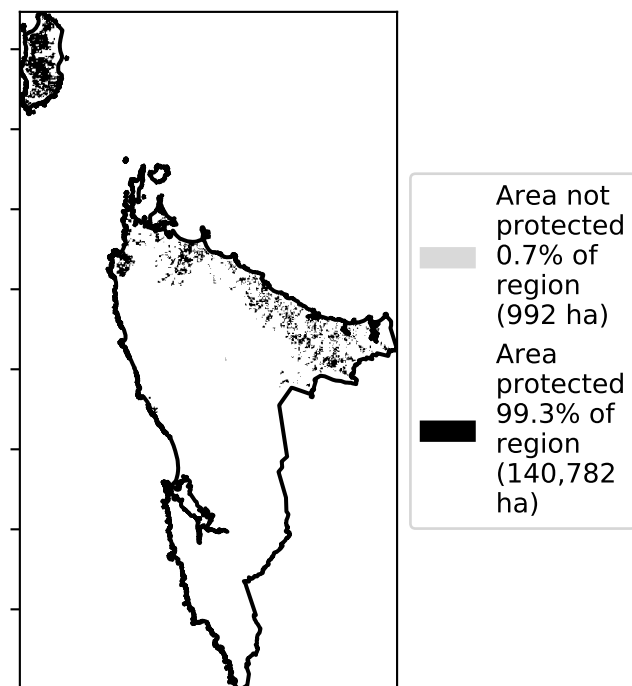 Area not
protected
0.7% of
region
(992 ha)
Area
protected
99.3% of
region
(140,782
ha)